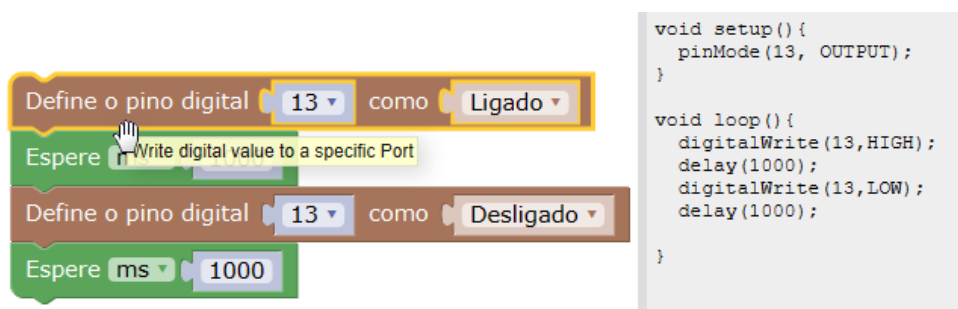 Define o pino digital 13 como Ligado
Write digital value to a specific Port
Espere ms 1000
Define o pino digital 13 como Desligado
Espere ms 1000
void setup(){
pinMode(13, OUTPUT);
}
void loop(){
digitalWrite(13,HIGH);
delay(1000);
digitalWrite(13,LOW);
delay(1000);
}